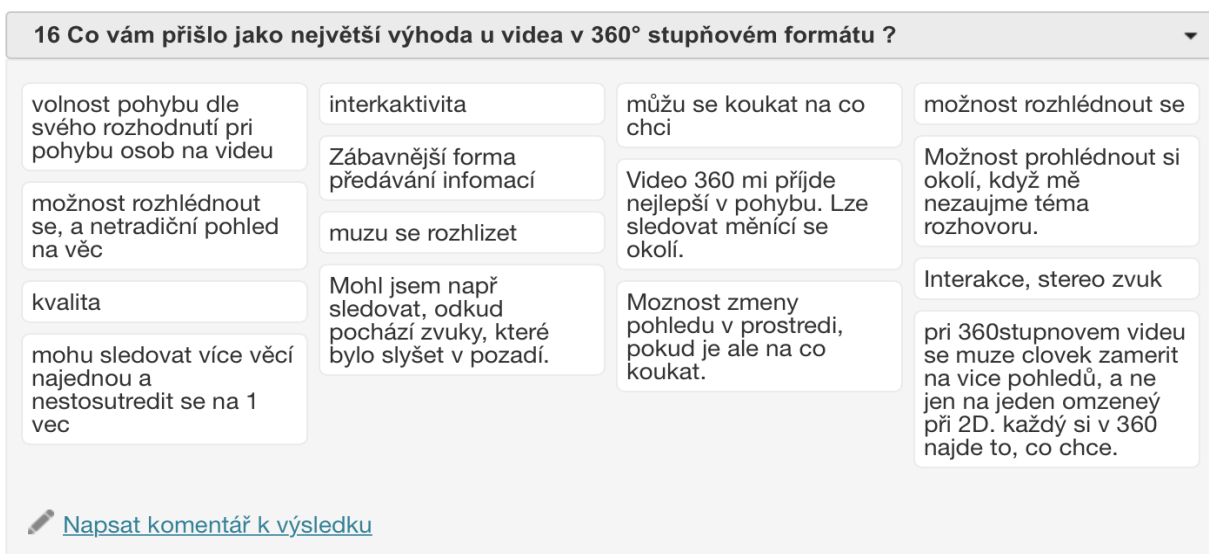 16 Co vám přišlo jako největší výhoda u videa v 360° stupňovém formátu ?
volnost pohybu dle
svého rozhodnutí pri
pohybu osob na videu
možnost rozhlédnout
se, a netradiční pohled
na věc
kvalita
mohu sledovat více věcí
najednou a
nestosutredit se na 1
vec
interkaktivita
Zábavnější forma
předávání infomací
muzu se rozhlizet
Mohl jsem např
sledovat, odkud
pochází zvuky, které
bylo slyšet v pozadí.
můžu se koukat na co
chci
Video 360 mi příjde
nejlepší v pohybu. Lze
sledovat měnící se
okolí.
Moznost zmeny
pohledu v prostredi,
pokud je ale na co
koukat.
možnost rozhlédnout se
Možnost prohlédnout si
okolí, když mě
nezaujme téma
rozhovoru.
Interakce, stereo zvuk
pri 360stupnovem videu
se muze clovek zamerit
na vice pohledů, a ne
jen na jeden omzeneý
při 2D. každý si v 360
najde to, co chce.
Napsat komentář k výsledku